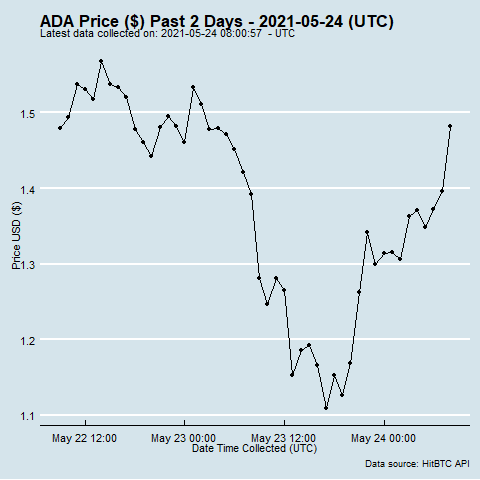 ADA Price ($) Past 2 Days - 2021-05-24 (UTC)
Latest data collected on: 2021-05-24 08:00:57  - UTC
1.5
1.4
1.3
1.2
1.1
Price USD ($)
May 22 12:00 May 23 00:00 May 23 12:00 May 24 00:00
Date Time Collected (UTC)
Data source: HitBTC API